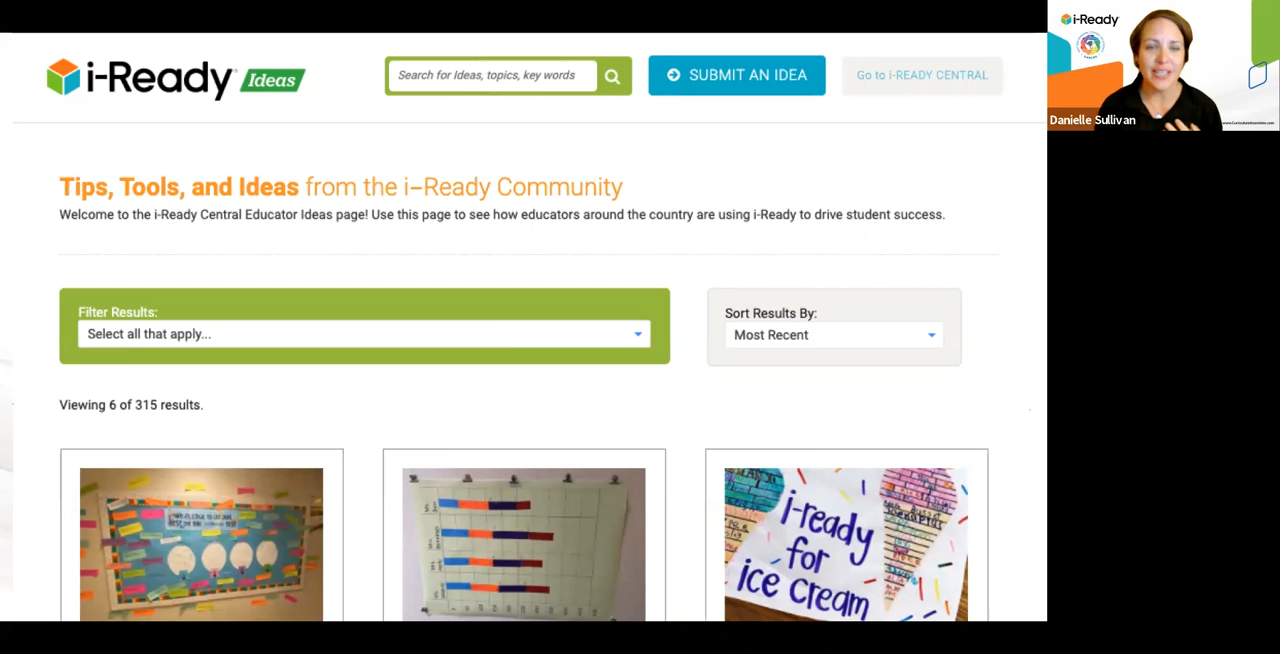 i-Ready Ideas
Search for Ideas, topics, key words
SUBMIT AN IDEA
Go to i-READY CENTRAL
i-Ready
Danielle Sullivan
Tips, Tools, and Ideas from the i-Ready Community
Welcome to the i-Ready Central Educator Ideas page! Use this page to see how educators around the country are using i-Ready to drive student success.
Filter Results:
Select all that apply...
Sort Results By:
Most Recent
Viewing 6 of 315 results.
i-ready
for
ice cream